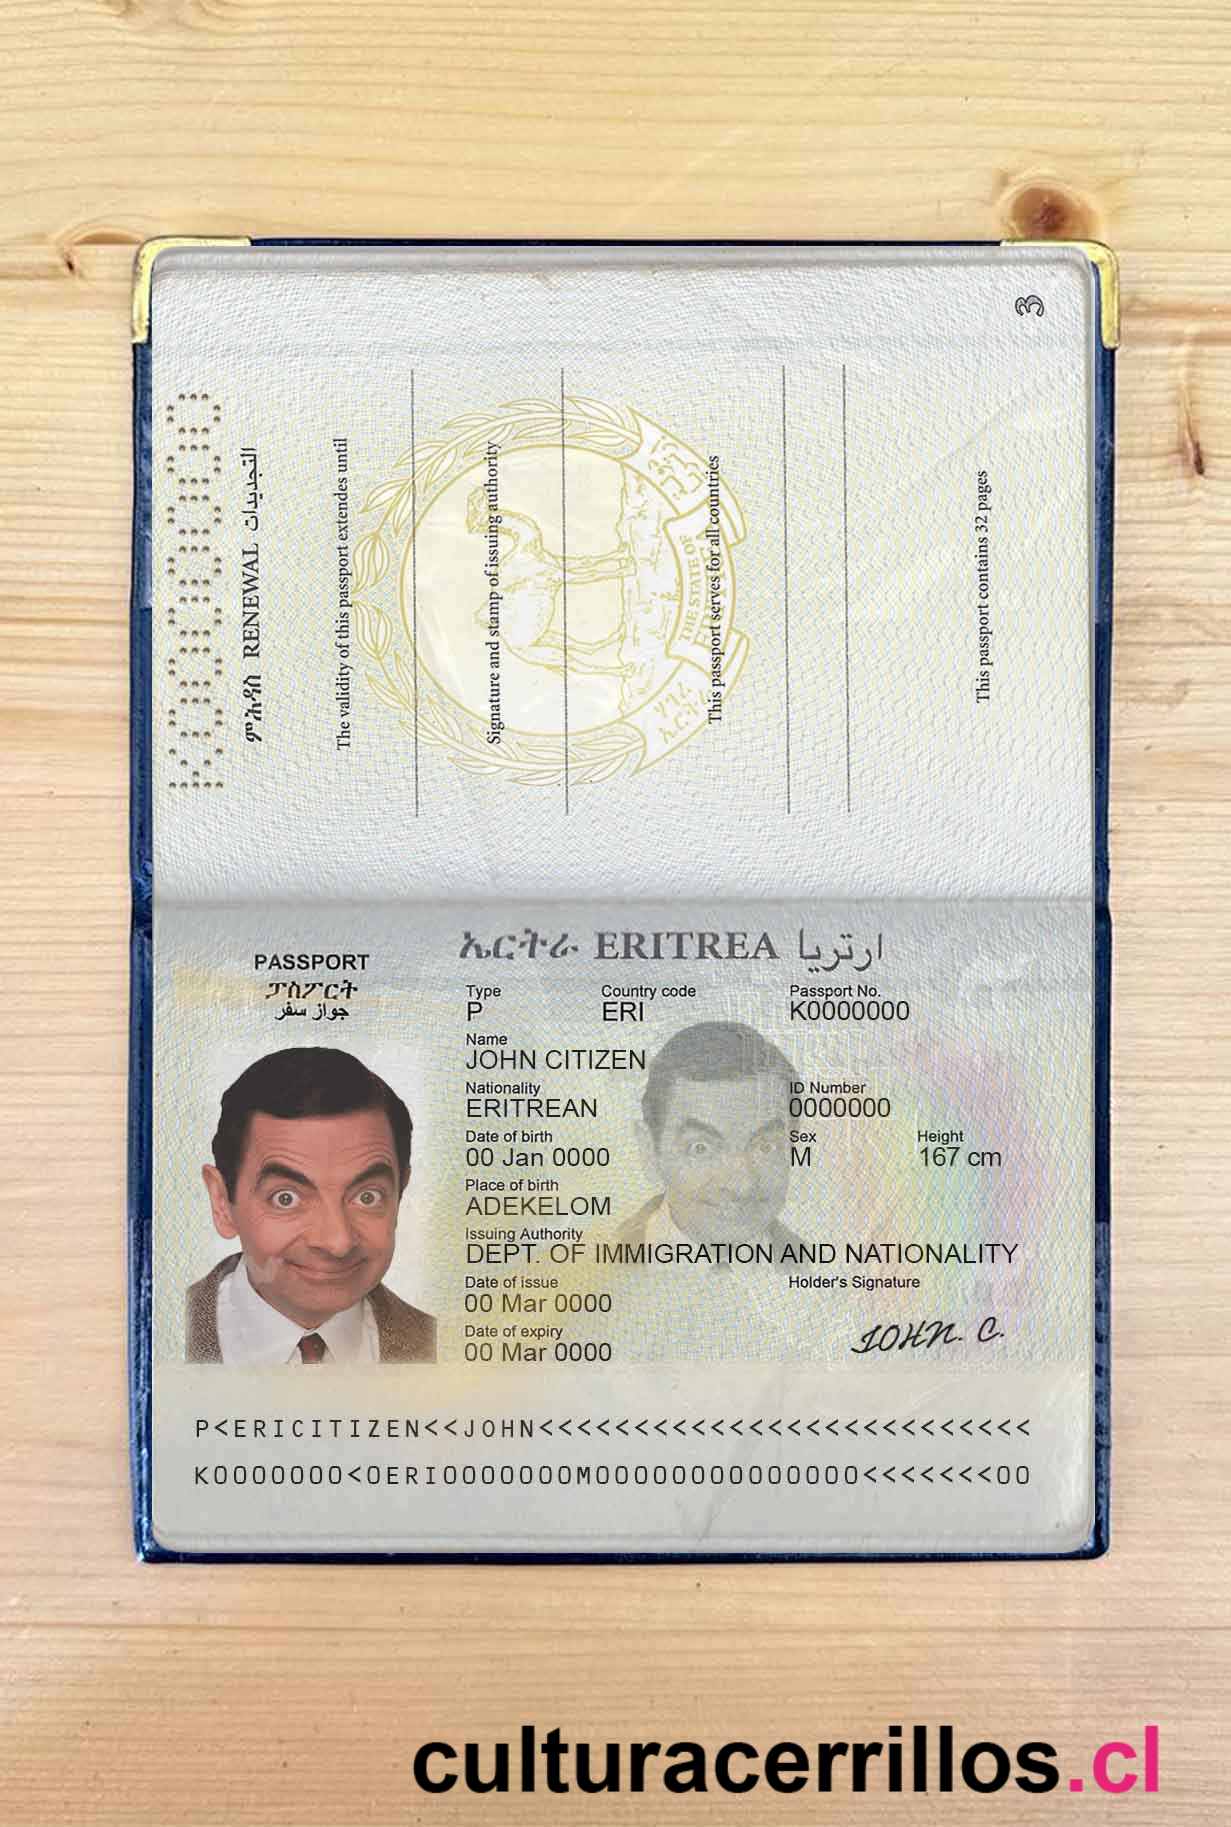 3
K0000000
ምሕዳስ RENEWAL التجديدات
The validity of this passport extendes until
Signature and stamp of issuing authority
THE STATE OF
ሃገረ
ኤርትራ
This passport serves for all countries
This passport contains 32 pages
PASSPORT
ፓስፖርት
جواز سفر
ኤርትራ ERITREA ارتريا
Type Country code Passport No.
P ERI K0000000
Name
JOHN CITIZEN
Nationality ID Number
ERITREAN 0000000
Date of birth Sex Height
00 Jan 0000 M 167 cm
Place of birth
ADEKELOM
Issuing Authority
DEPT. OF IMMIGRATION AND NATIONALITY
Date of issue Holder's Signature
00 Mar 0000
JOHN. C.
Date of expiry
00 Mar 0000
P<ERICITIZEN<<JOHN<<<<<<<<<<<<<<<<<<<<<<<<<<
K0000000<0ERI0000000M00000000000000<<<<<<<00
culturacerrillos.cl